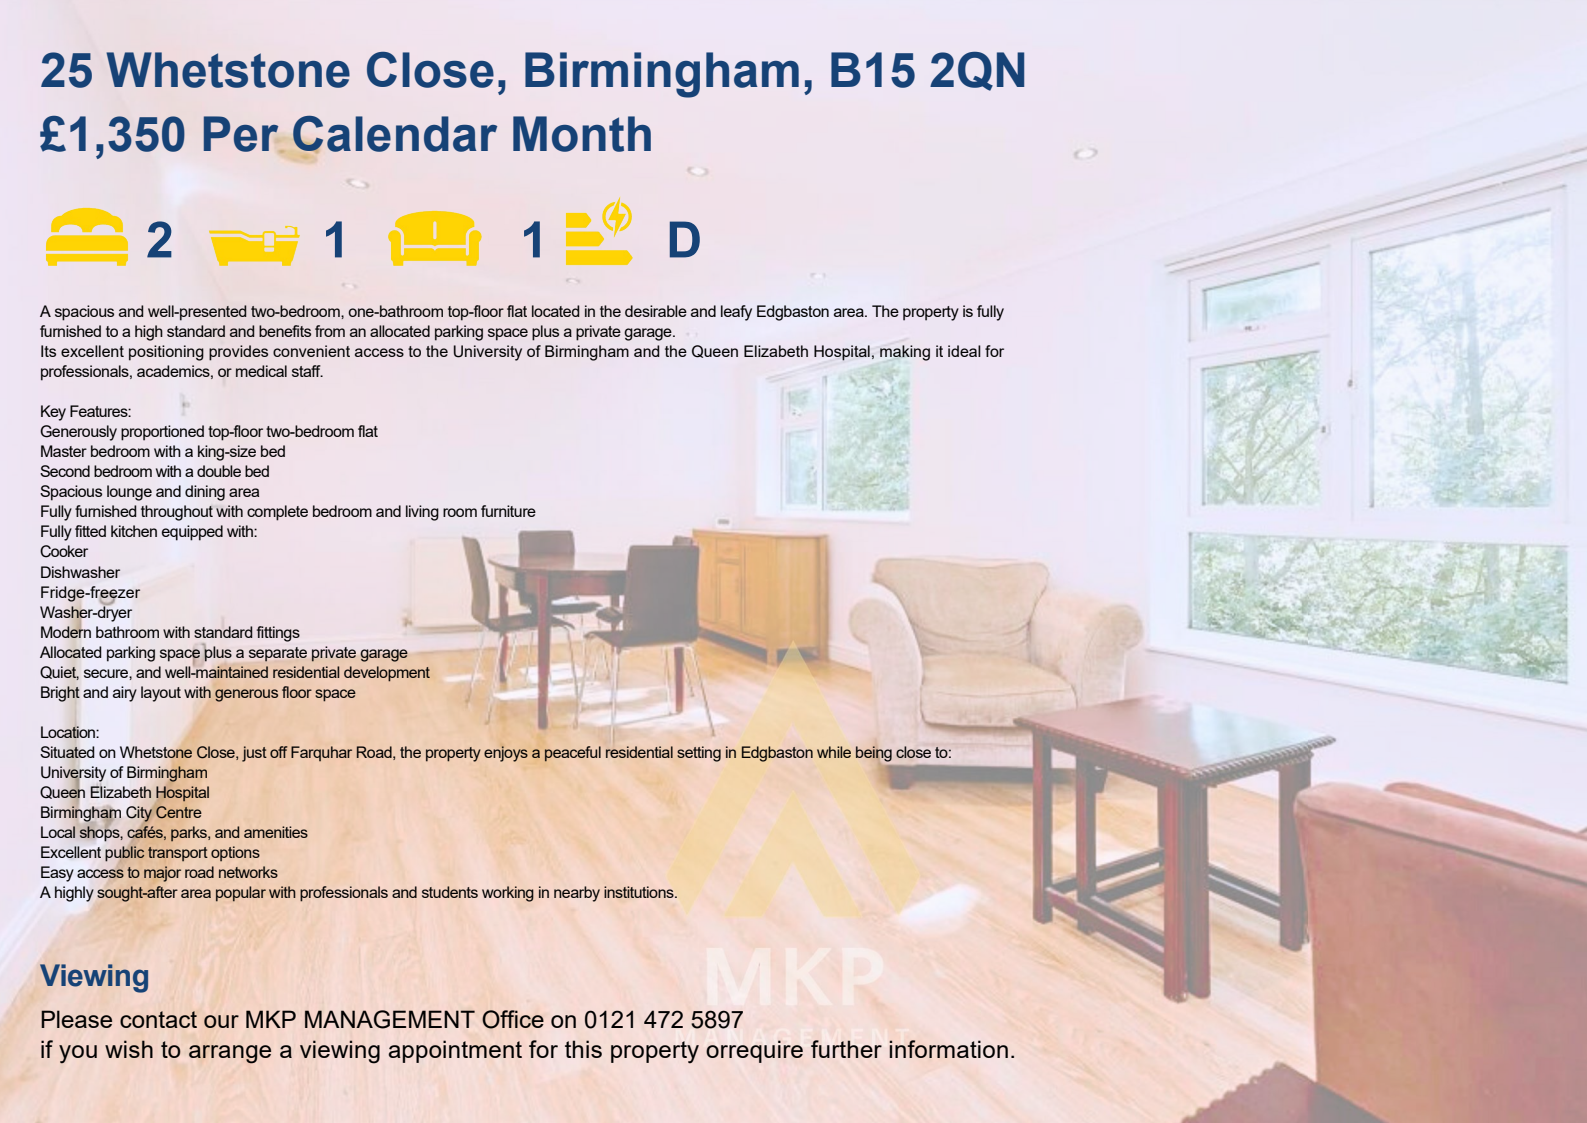 25 Whetstone Close, Birmingham, B15 2QN
£1,350 Per Calendar Month
2 1 1 D
A spacious and well-presented two-bedroom, one-bathroom top-floor flat located in the desirable and leafy Edgbaston area. The property is fully
furnished to a high standard and benefits from an allocated parking space plus a private garage.
Its excellent positioning provides convenient access to the University of Birmingham and the Queen Elizabeth Hospital, making it ideal for
professionals, academics, or medical staff.
Key Features:
Generously proportioned top-floor two-bedroom flat
Master bedroom with a king-size bed
Second bedroom with a double bed
Spacious lounge and dining area
Fully furnished throughout with complete bedroom and living room furniture
Fully fitted kitchen equipped with:
Cooker
Dishwasher
Fridge-freezer
Washer-dryer
Modern bathroom with standard fittings
Allocated parking space plus a separate private garage
Quiet, secure, and well-maintained residential development
Bright and airy layout with generous floor space
Location:
Situated on Whetstone Close, just off Farquhar Road, the property enjoys a peaceful residential setting in Edgbaston while being close to:
University of Birmingham
Queen Elizabeth Hospital
Birmingham City Centre
Local shops, cafés, parks, and amenities
Excellent public transport options
Easy access to major road networks
A highly sought-after area popular with professionals and students working in nearby institutions.
MKP
MANAGEMENT
Viewing
Please contact our MKP MANAGEMENT Office on 0121 472 5897
if you wish to arrange a viewing appointment for this property orrequire further information.